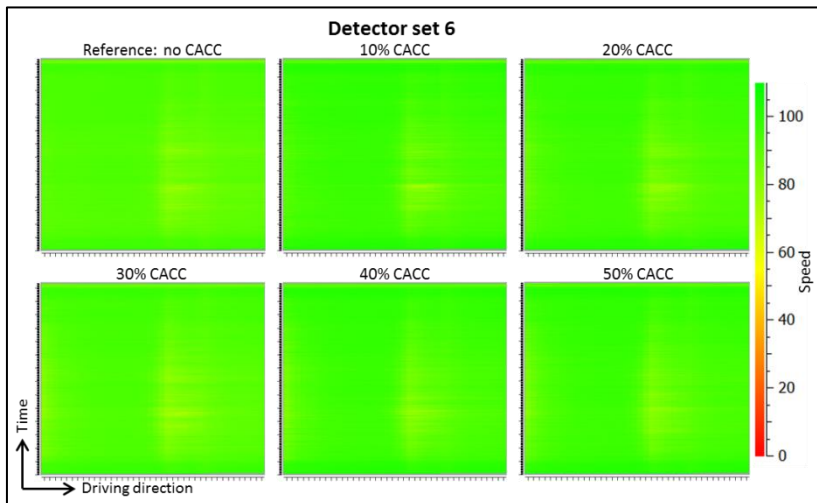 Detector set 6
Reference: no CACC
10% CACC
20% CACC
100
80
60
40
20
0
Speed
30% CACC
40% CACC
50% CACC
Time
Driving direction